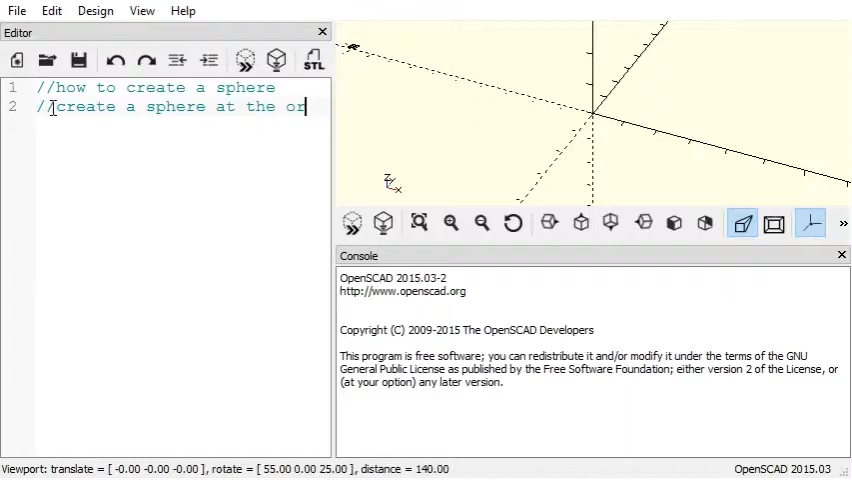 File Edit Design View Help
Editor
STL
1 //how to create a sphere
2 //create a sphere at the or
Z
Y
X
Console
OpenSCAD 2015.03-2
http://www.openscad.org
Copyright (C) 2009-2015 The OpenSCAD Developers
This program is free software; you can redistribute it and/or modify it under the terms of the GNU
General Public License as published by the Free Software Foundation; either version 2 of the License, or
(at your option) any later version.
Viewport: translate = [ -0.00 -0.00 -0.00 ], rotate = [ 55.00 0.00 25.00 ], distance = 140.00
OpenSCAD 2015.03